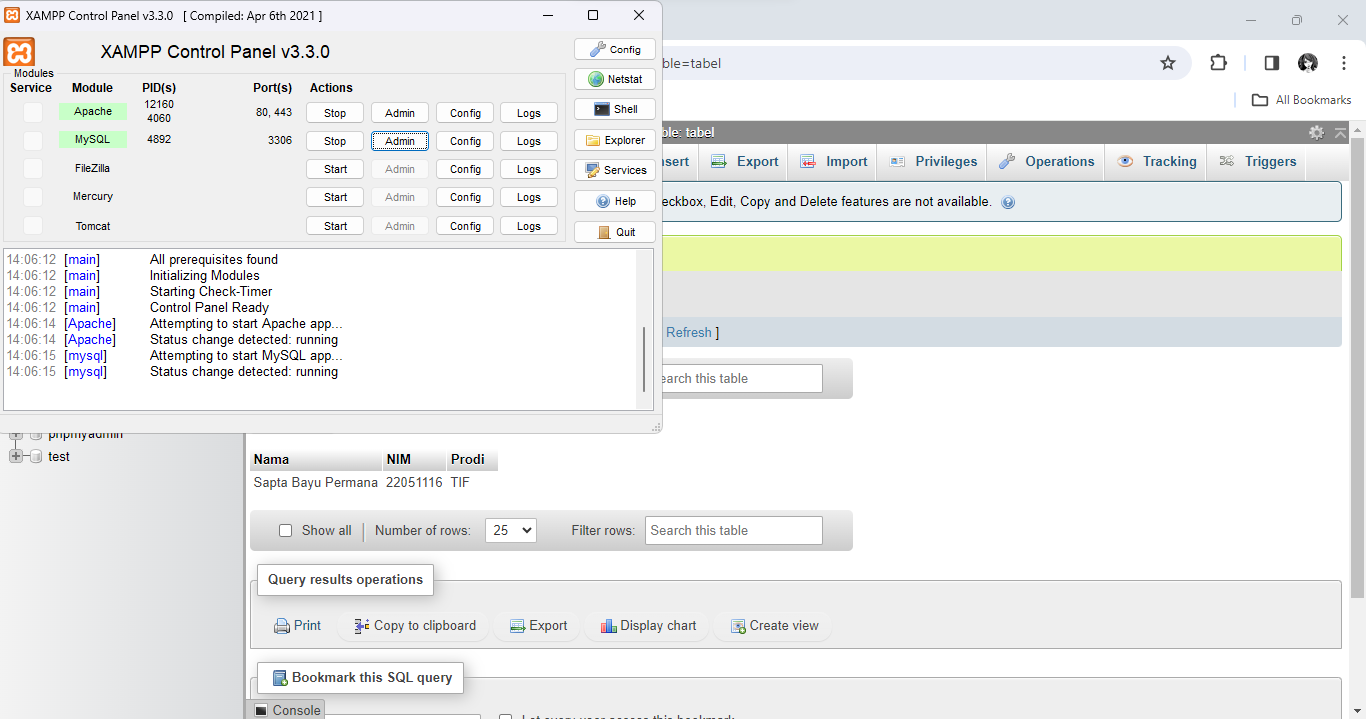 XAMPP Control Panel v3.3.0 [ Compiled: Apr 6th 2021 ]
XAMPP Control Panel v3.3.0
Config
Netstat
Shell
Explorer
Services
Help
Quit
Modules
Service Module PID(s) Port(s) Actions
Apache 12160 4060 80, 443 Stop Admin Config Logs
MySQL 4892 3306 Stop Admin Config Logs
FileZilla Start Admin Config Logs
Mercury Start Admin Config Logs
Tomcat Start Admin Config Logs
14:06:12 [main] All prerequisites found
14:06:12 [main] Initializing Modules
14:06:12 [main] Starting Check-Timer
14:06:12 [main] Control Panel Ready
14:06:14 [Apache] Attempting to start Apache app...
14:06:14 [Apache] Status change detected: running
14:06:15 [mysql] Attempting to start MySQL app...
14:06:15 [mysql] Status change detected: running
ble=tabel
All Bookmarks
ble: tabel
sert Export Import Privileges Operations Tracking Triggers
eckbox, Edit, Copy and Delete features are not available.
Refresh ]
earch this table
phpmyadmin
test
Nama NIM Prodi
Sapta Bayu Permana 22051116 TIF
Show all Number of rows: 25 Filter rows: Search this table
Query results operations
Print Copy to clipboard Export Display chart Create view
Bookmark this SQL query
Console
Let every user access this bookmark